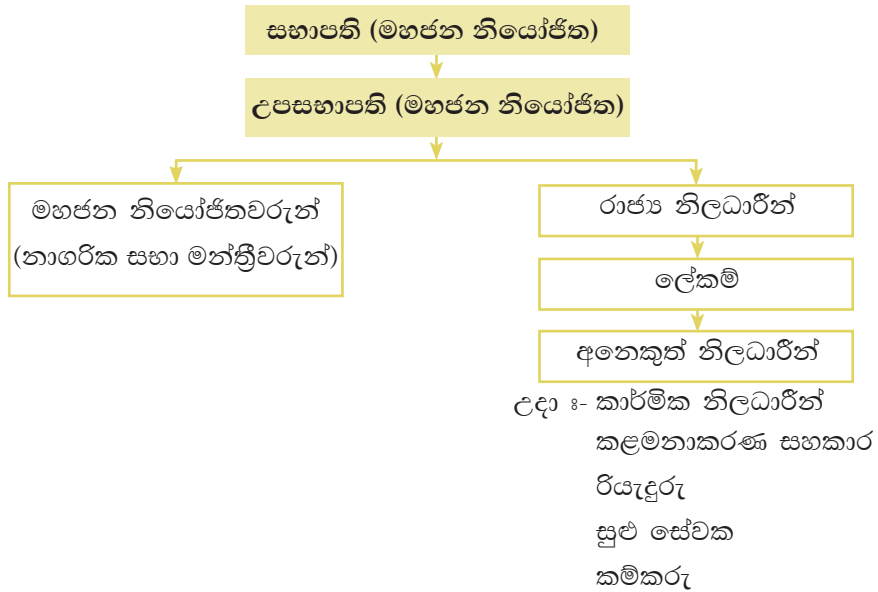 සභාපති (මහජන නියෝජිත)
උපසභාපති (මහජන නියෝජිත)
මහජන නියෝජිතවරුන්
(නාගරික සභා මන්ත්‍රීවරුන්)
රාජ්‍ය නිලධාරීන්
ලේකම්
අනෙකුත් නිලධාරීන්
උදා ඃ- කාර්මික නිලධාරීන්
කළමනාකරණ සහකාර
රියැදුරු
සුළු සේවක
කම්කරු